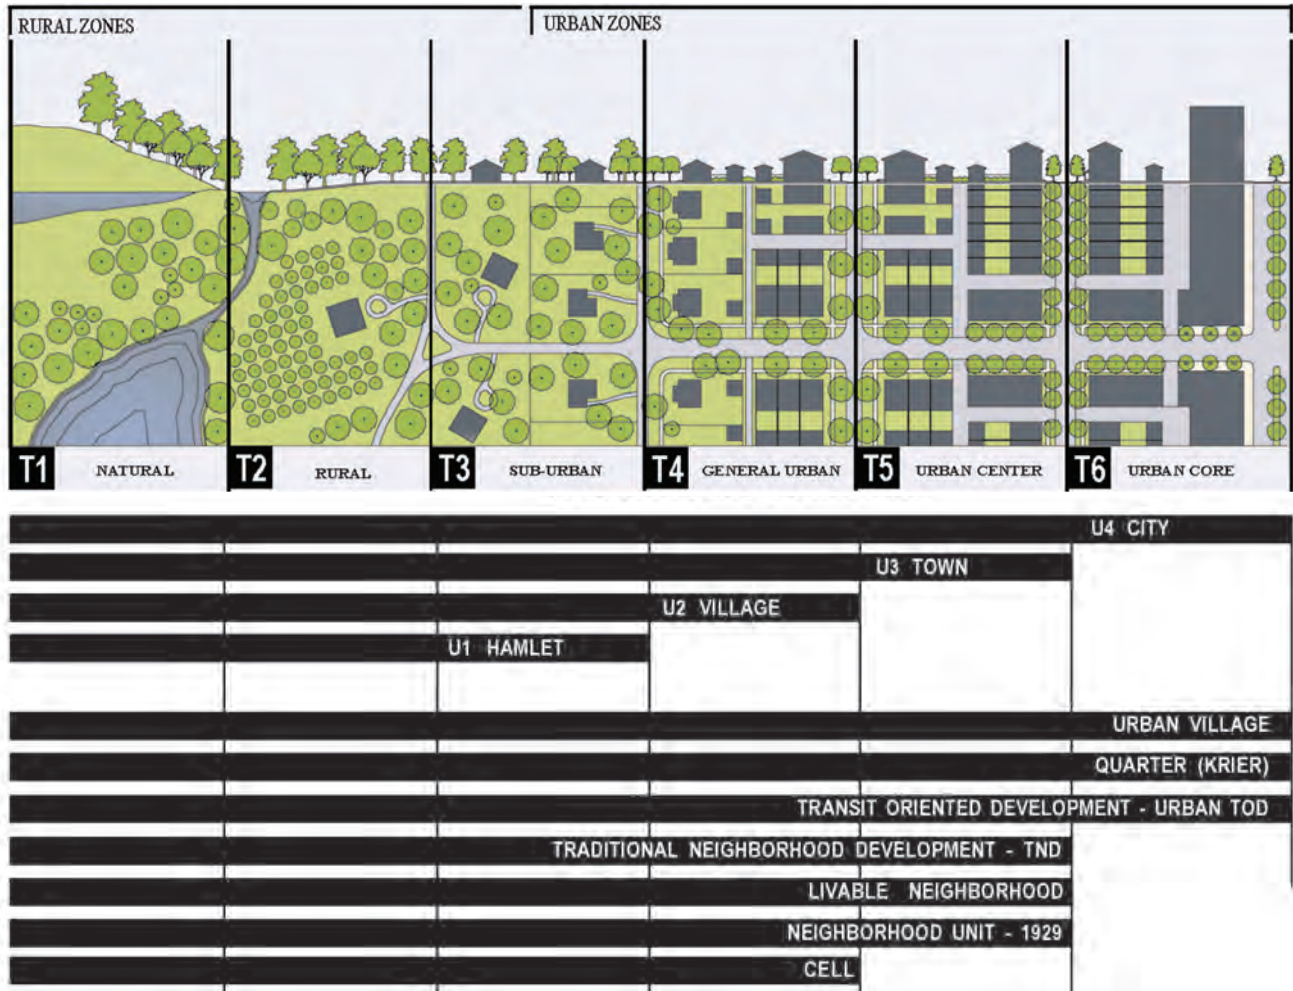 RURAL ZONES
URBAN ZONES
T1 NATURAL
T2 RURAL
T3 SUB-URBAN
T4 GENERAL URBAN
T5 URBAN CENTER
T6 URBAN CORE
U4 CITY
U3 TOWN
U2 VILLAGE
U1 HAMLET
URBAN VILLAGE
QUARTER (KRIER)
TRANSIT ORIENTED DEVELOPMENT - URBAN TOD
TRADITIONAL NEIGHBORHOOD DEVELOPMENT - TND
LIVABLE NEIGHBORHOOD
NEIGHBORHOOD UNIT - 1929
CELL